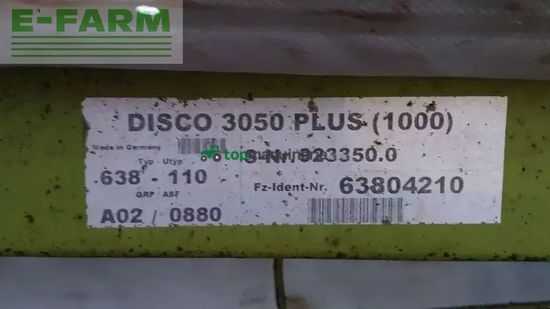 E-FARM
DISCO 3050 PLUS (1000)
Made in Germany
S-Nr. 923350.0
Typ - Utyp
638 - 110
Fz-Ident-Nr. 63804210
GRP ASF
A02 / 0880